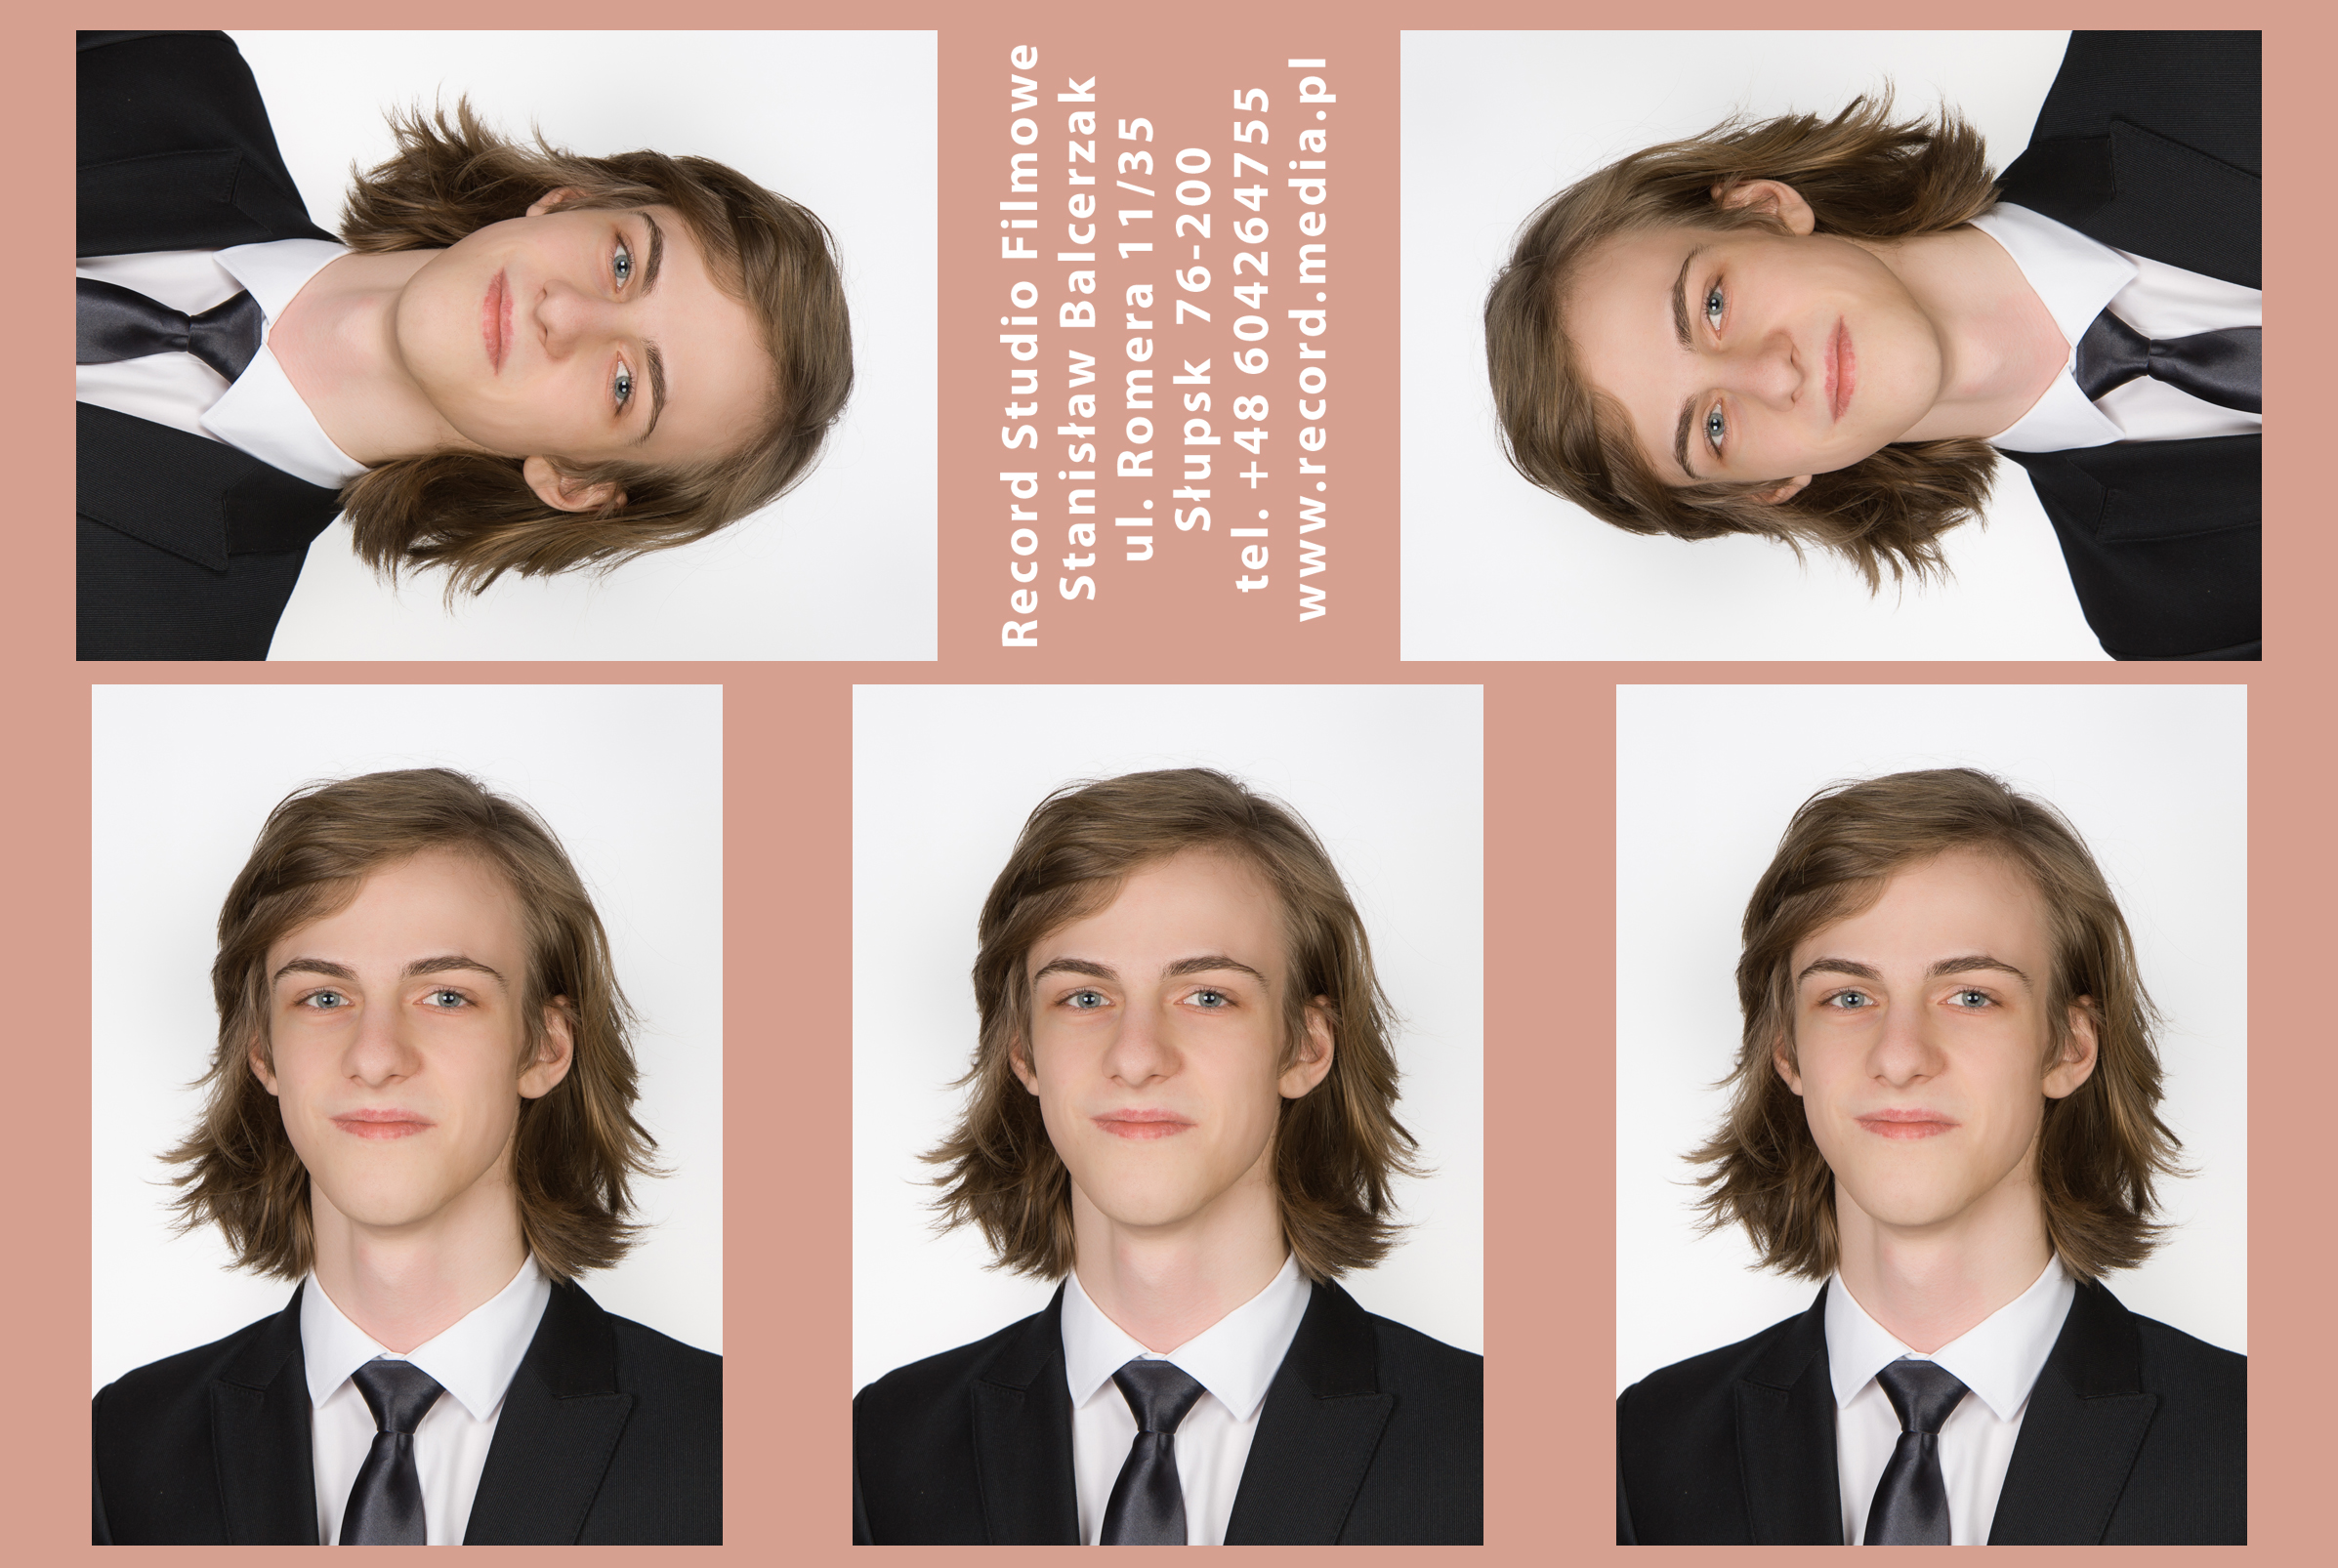 Record Studio Filmowe
Stanisław Balcerzak
ul. Romera 11/35
Słupsk 76-200
tel. +48 604264755
www.record.media.pl